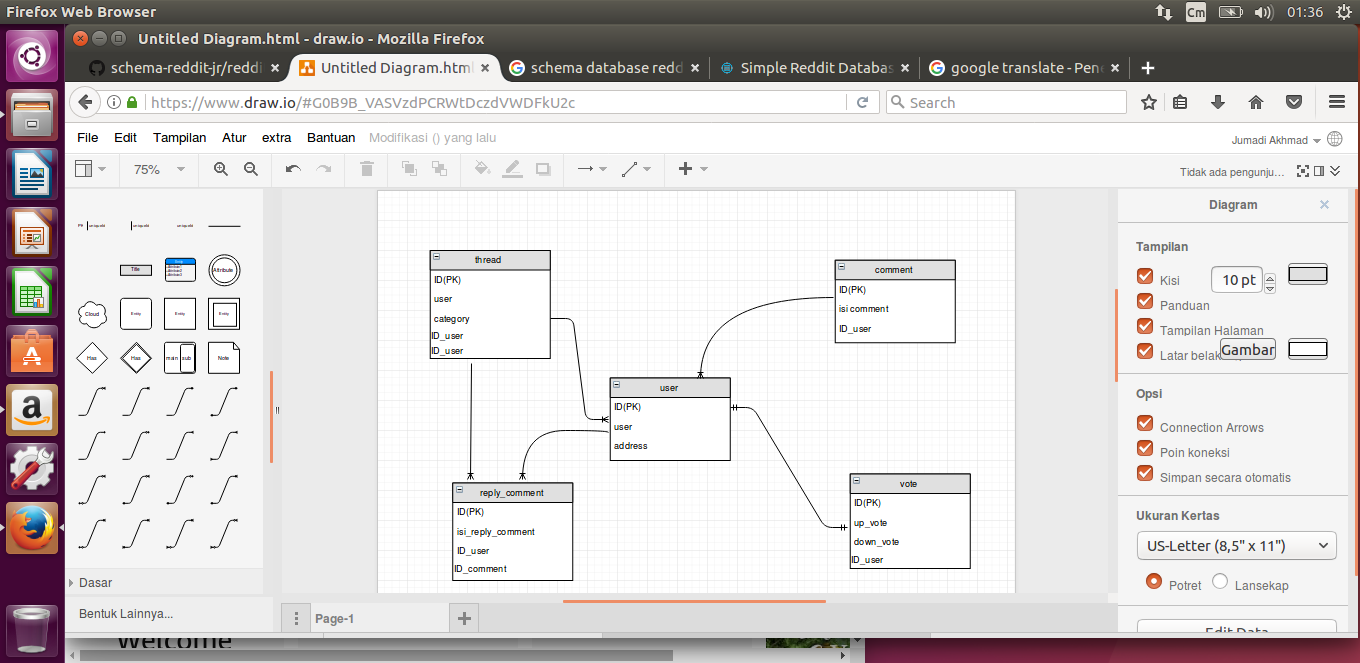 Firefox Web Browser
Cm
01:36
Untitled Diagram.html - draw.io - Mozilla Firefox
schema-reddit-jr/reddi
Untitled Diagram.html
schema database redd
Simple Reddit Databas
google translate - Pene
https://www.draw.io/#G0B9B_VASVzdPCRWtDczdVWDFkU2c
Search
File Edit Tampilan Atur extra Bantuan Modifikasi () yang lalu
Jumadi Akhmad
75%
Tidak ada pengunju...
Diagram
Tampilan
Kisi
10 pt
Panduan
Tampilan Halaman
Latar belak
Gambar
Opsi
Connection Arrows
Poin koneksi
Simpan secara otomatis
Ukuran Kertas
US-Letter (8,5" x 11")
Potret
Lansekap
Edit Data
Title
Attribute
Cloud
Entity
Entity
Entity
Has
Has
main
sub
Note
Dasar
Bentuk Lainnya...
thread
ID(PK)
user
category
ID_user
ID_user
comment
ID(PK)
isi comment
ID_user
user
ID(PK)
user
address
reply_comment
ID(PK)
isi_reply_comment
ID_user
ID_comment
vote
ID(PK)
up_vote
down_vote
ID_user
Page-1
Welcome